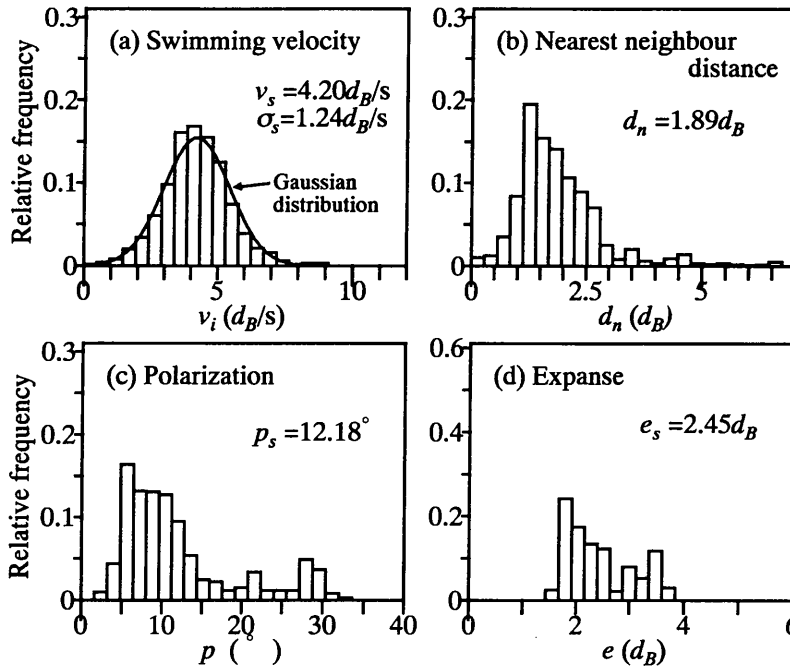 0.3
(a) Swimming velocity
v_s =4.20d_B/s
σ_s=1.24d_B/s
0.2
Gaussian
distribution
0.1
0
Relative frequency
0
5
10
v_i (d_B/s)
0.3
(b) Nearest neighbour
distance
d_n =1.89d_B
0.2
0.1
0
0
2.5
5
d_n (d_B)
0.3
(c) Polarization
p_s =12.18°
0.2
0.1
0
Relative frequency
0
10
20
30
40
p (°)
0.6
(d) Expanse
e_s =2.45d_B
0.4
0.2
0
0
2
4
6
e (d_B)